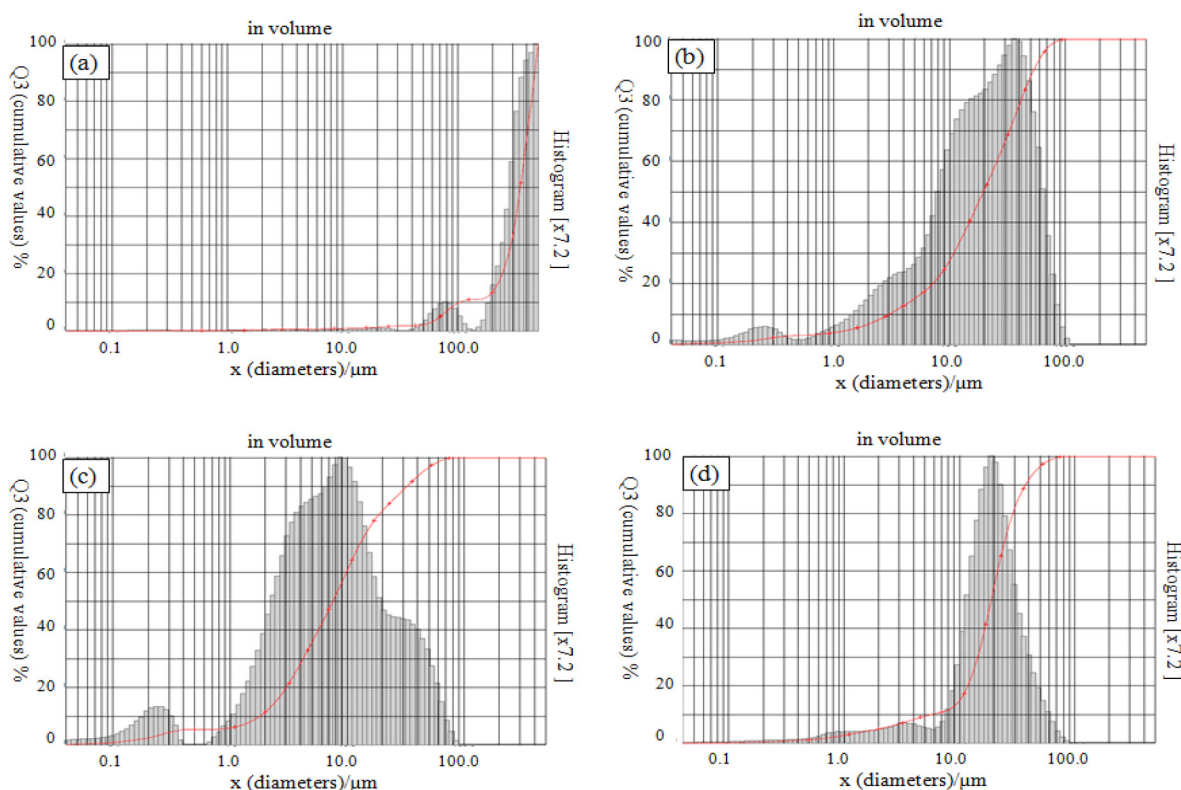 in volume
(a)
Q3 (cumulative values) %
100
80
60
40
20
0
0.1 1.0 10.0 100.0
x (diameters)/μm
Histogram [x7.2 ]
in volume
(b)
Q3 (cumulative values) %
100
80
60
40
20
0
0.1 1.0 10.0 100.0
x (diameters)/μm
Histogram [x7.2 ]
in volume
(c)
Q3 (cumulative values) %
100
80
60
40
20
0
0.1 1.0 10.0 100.0
x (diameters)/μm
Histogram [x7.2 ]
in volume
(d)
Q3 (cumulative values) %
100
80
60
40
20
0
0.1 1.0 10.0 100.0
x (diameters)/μm
Histogram [x7.2 ]